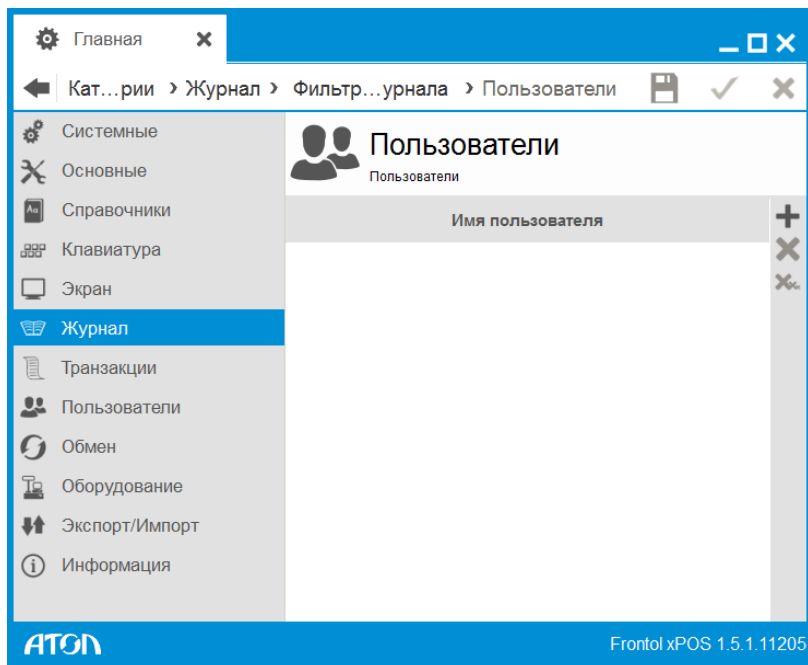 Главная
Кат...рии › Журнал › Фильтр...урнала › Пользователи
Системные
Основные
Справочники
Клавиатура
Экран
Журнал
Транзакции
Пользователи
Обмен
Оборудование
Экспорт/Импорт
Информация
Пользователи
Пользователи
Имя пользователя
АТОЛ
Frontol xPOS 1.5.1.11205